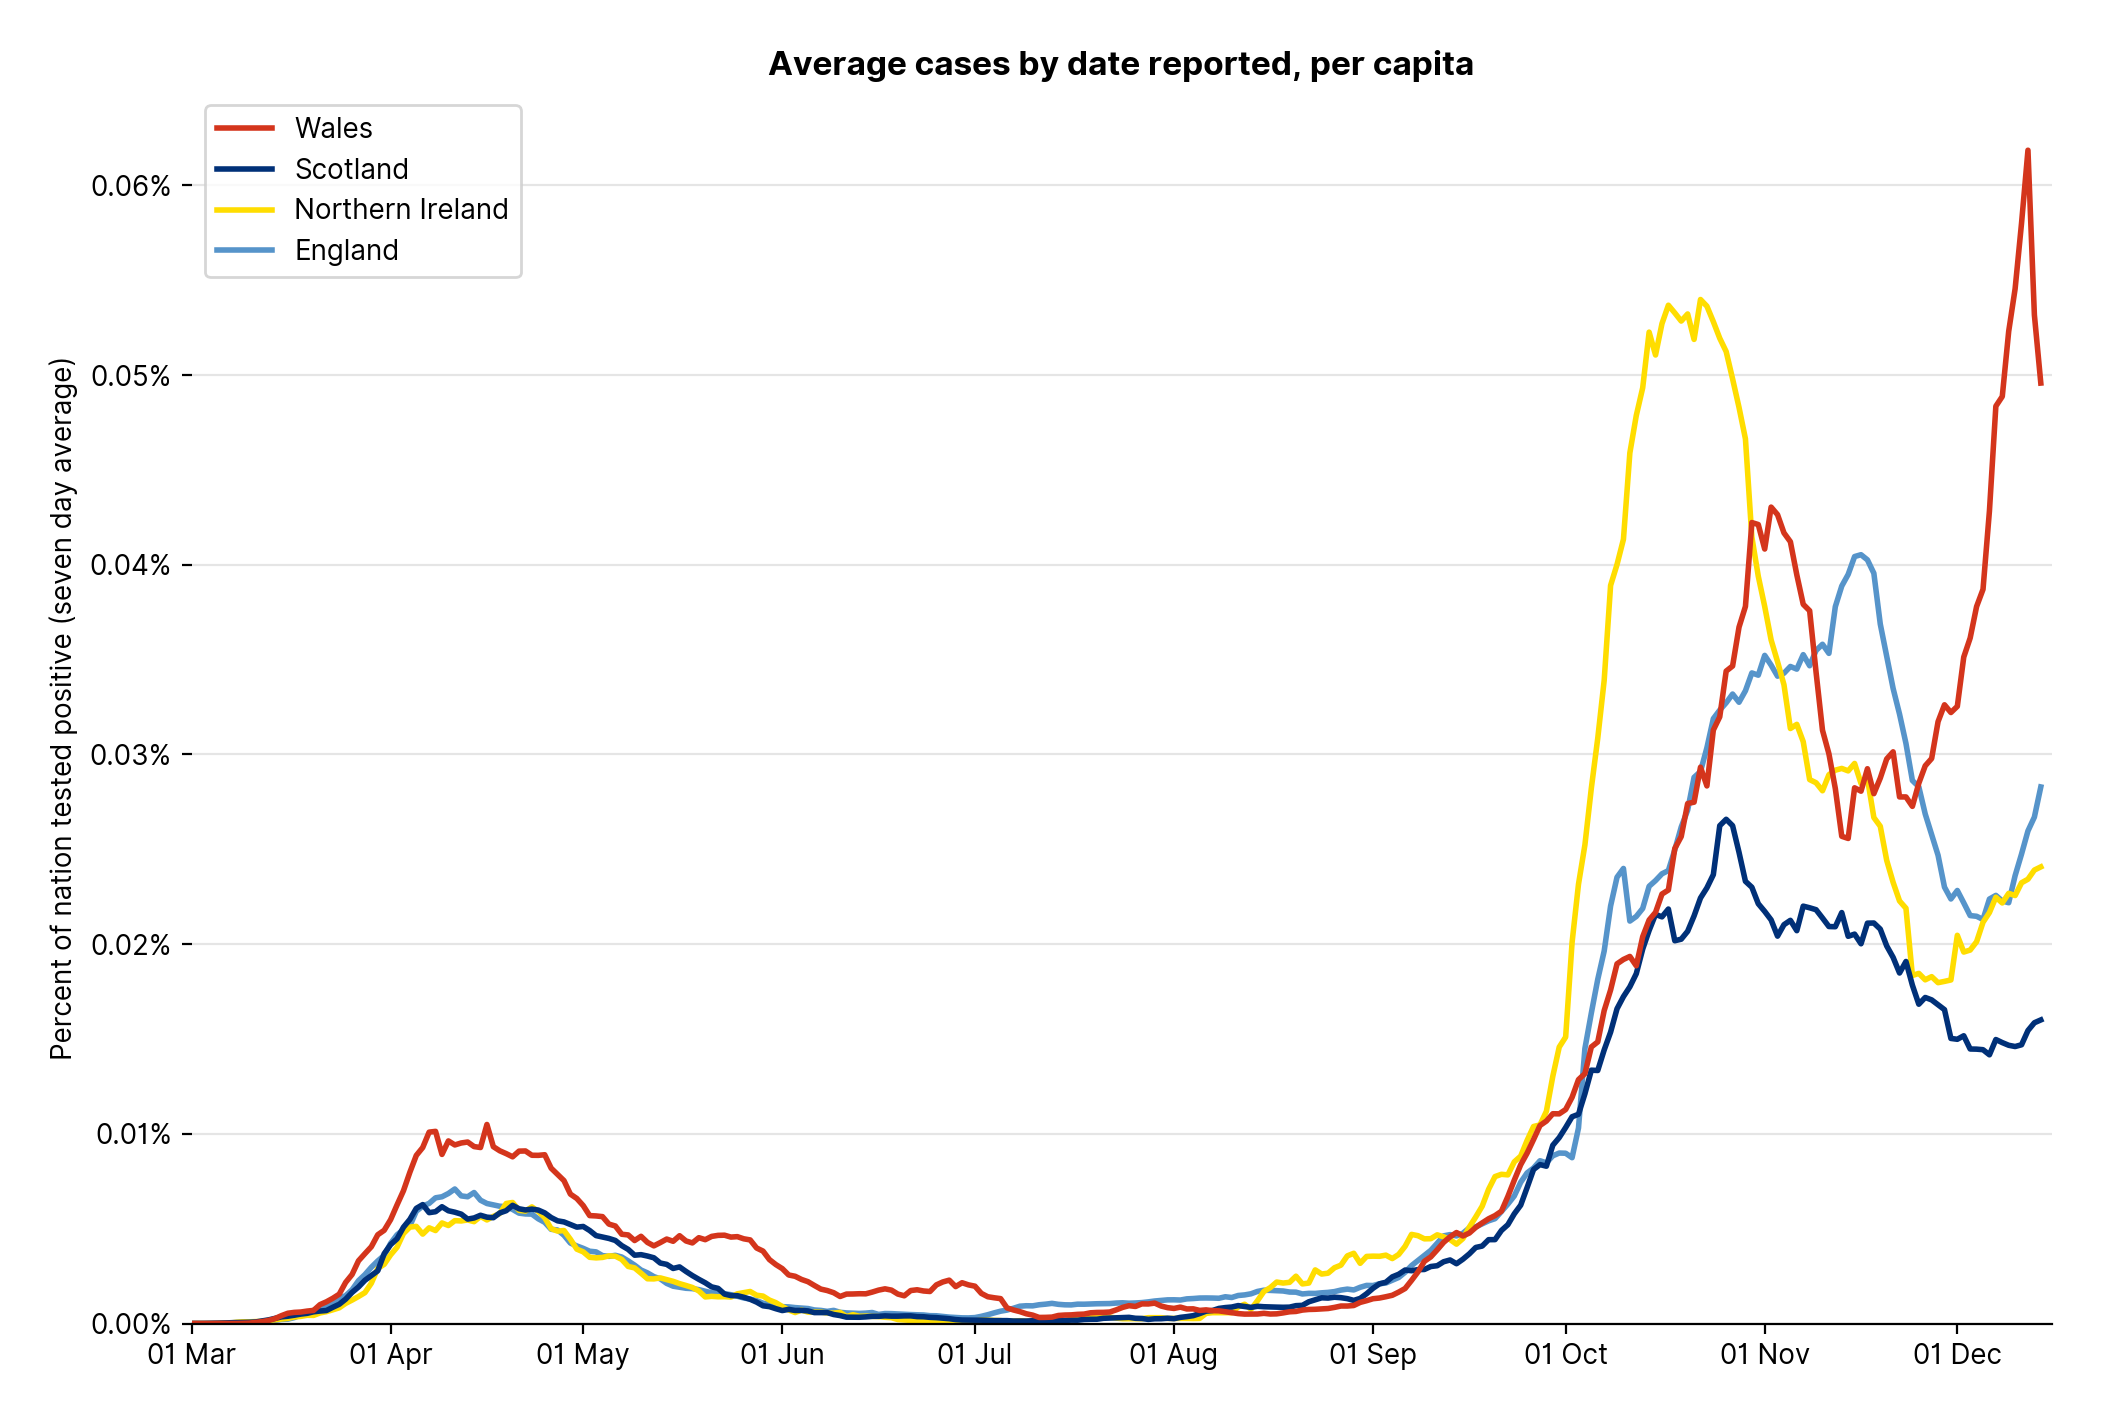 Average cases by date reported, per capita
Wales
Scotland
Northern Ireland
England
Percent of nation tested positive (seven day average)
0.06%
0.05%
0.04%
0.03%
0.02%
0.01%
0.00%
01 Mar 01 Apr 01 May 01 Jun 01 Jul 01 Aug 01 Sep 01 Oct 01 Nov 01 Dec